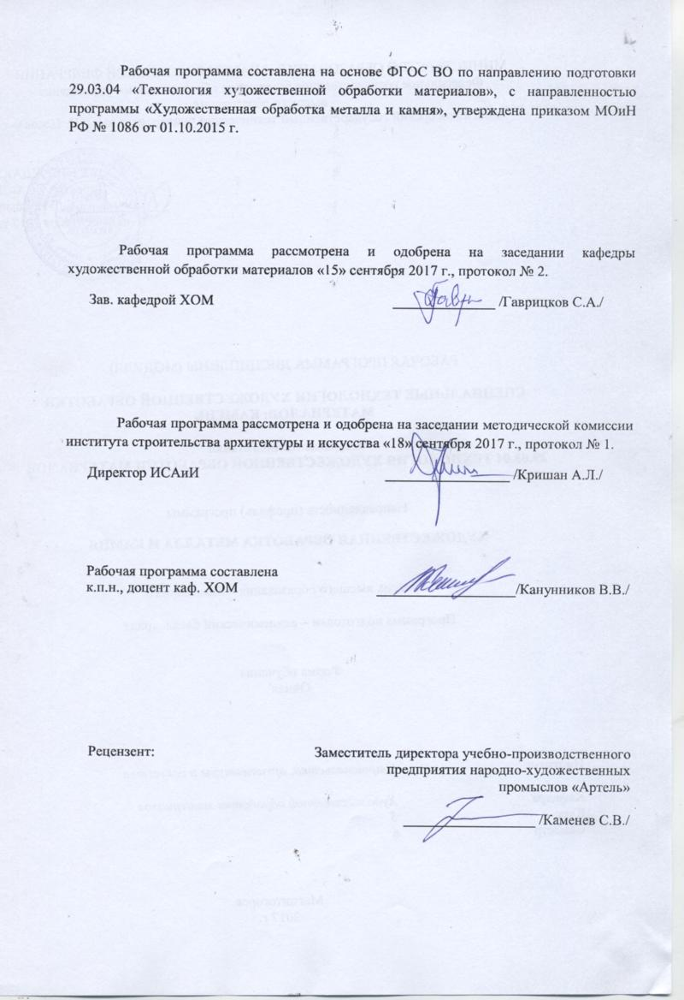 Рабочая программа составлена на основе ФГОС ВО по направлению подготовки
29.03.04 «Технология художественной обработки материалов», с направленностью
программы «Художественная обработка металла и камня», утверждена приказом МОиН
РФ № 1086 от 01.10.2015 г.
Рабочая программа рассмотрена и одобрена на заседании кафедры
художественной обработки материалов «15» сентября 2017 г., протокол № 2.
Зав. кафедрой ХОМ /Гаврицков С.А./
Рабочая программа рассмотрена и одобрена на заседании методической комиссии
института строительства архитектуры и искусства «18» сентября 2017 г., протокол № 1.
Директор ИСАиИ /Кришан А.Л./
Рабочая программа составлена
к.п.н., доцент каф. ХОМ /Канунников В.В./
Рецензент: Заместитель директора учебно-производственного
предприятия народно-художественных
промыслов «Артель»
/Каменев С.В./